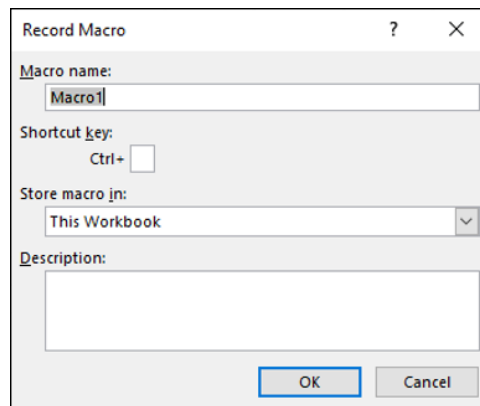 Record Macro ?
Macro name:
Macro1
Shortcut key:
Ctrl+
Store macro in:
This Workbook
Description:
OK Cancel